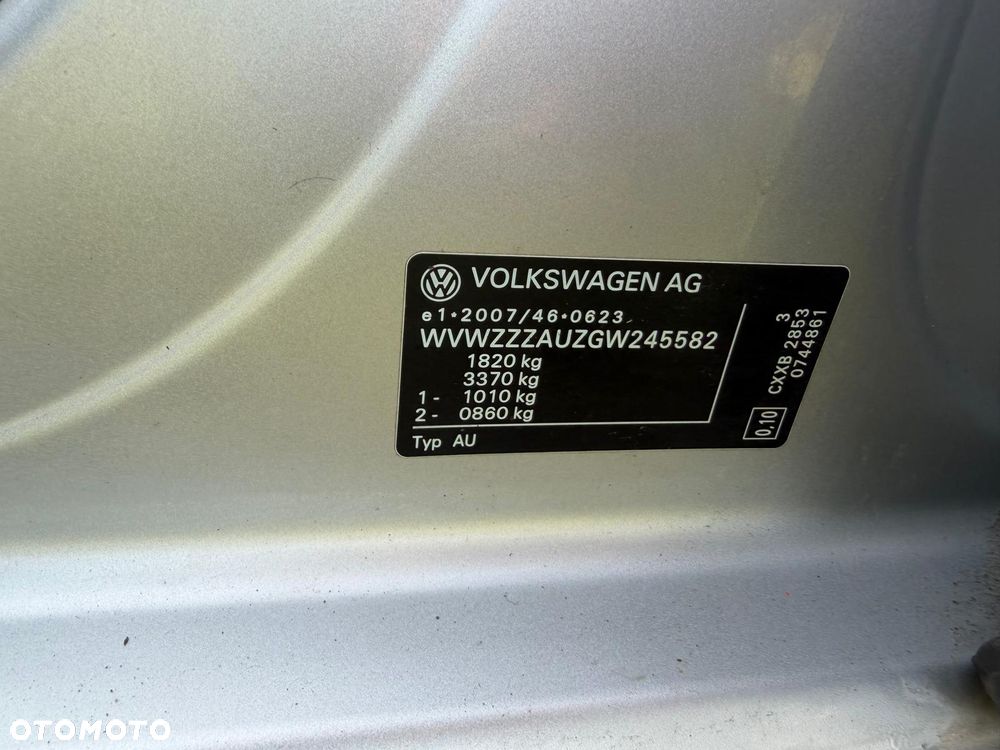 VOLKSWAGEN AG
e1*2007/46*0623
WVWZZZAUZGW245582
1820 kg
3370 kg
1 - 1010 kg
2 - 0860 kg
Typ AU
3
CXXB 2853
0744861
0,10
OTOMOTO